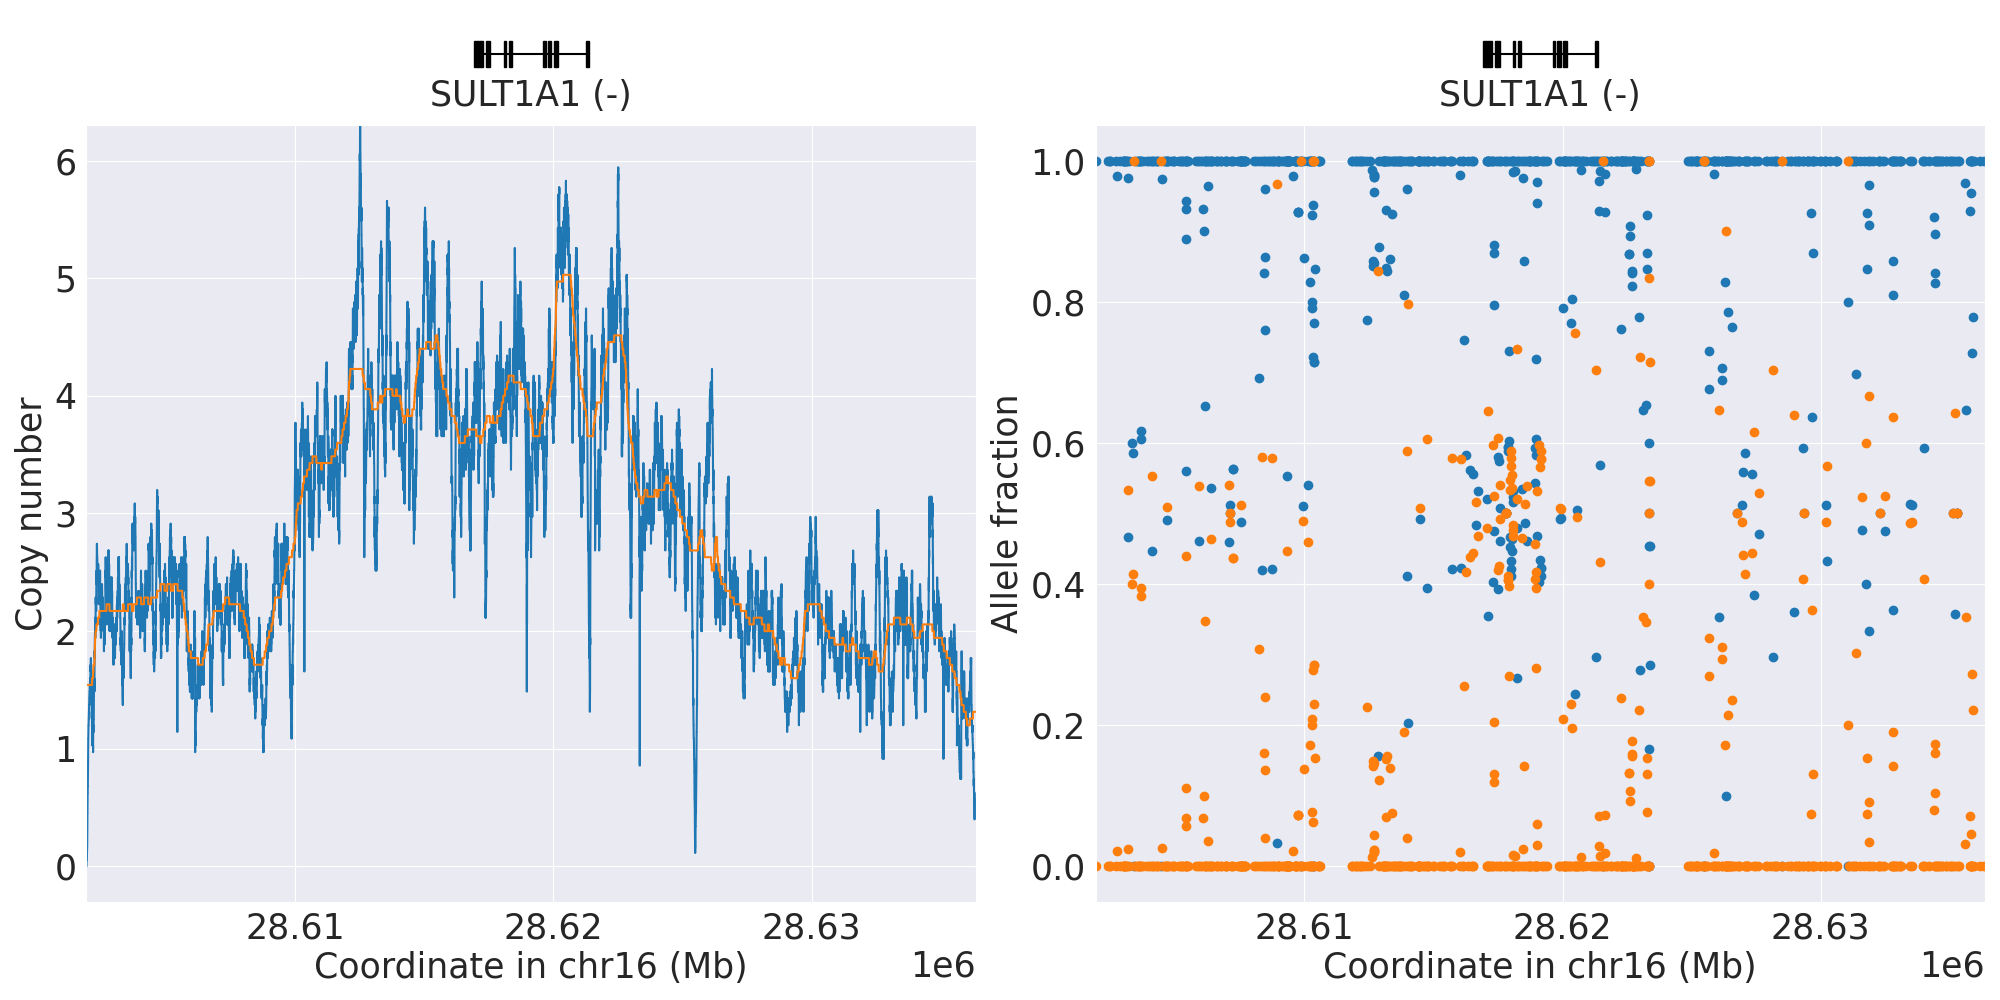 SULT1A1 (-)
Copy number
6
5
4
3
2
1
0
28.61
28.62
28.63
Coordinate in chr16 (Mb)
1e6
SULT1A1 (-)
Allele fraction
1.0
0.8
0.6
0.4
0.2
0.0
28.61
28.62
28.63
Coordinate in chr16 (Mb)
1e6